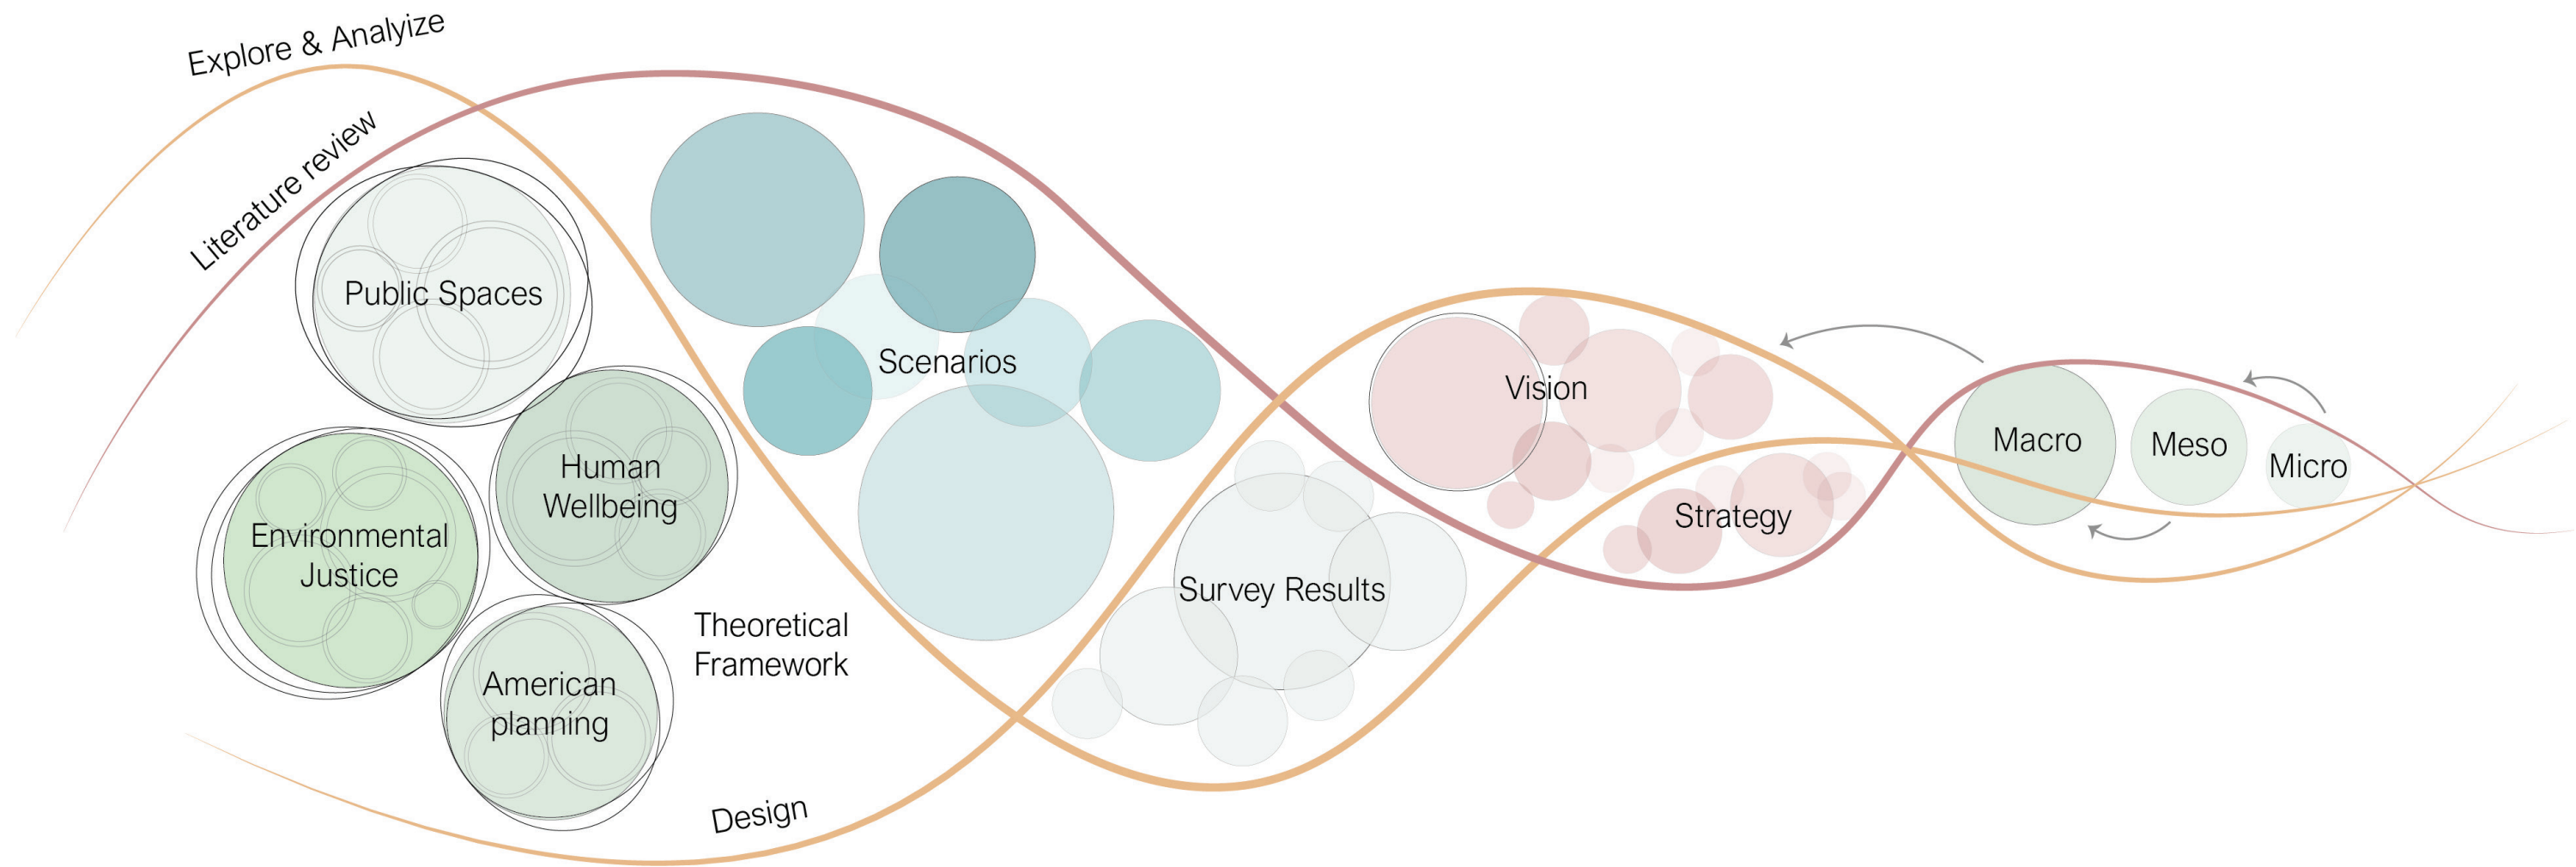 Explore & Analyize
Literature review
Public Spaces
Human
Wellbeing
Environmental
Justice
American
planning
Theoretical
Framework
Design
Scenarios
Survey Results
Vision
Strategy
Macro
Meso
Micro